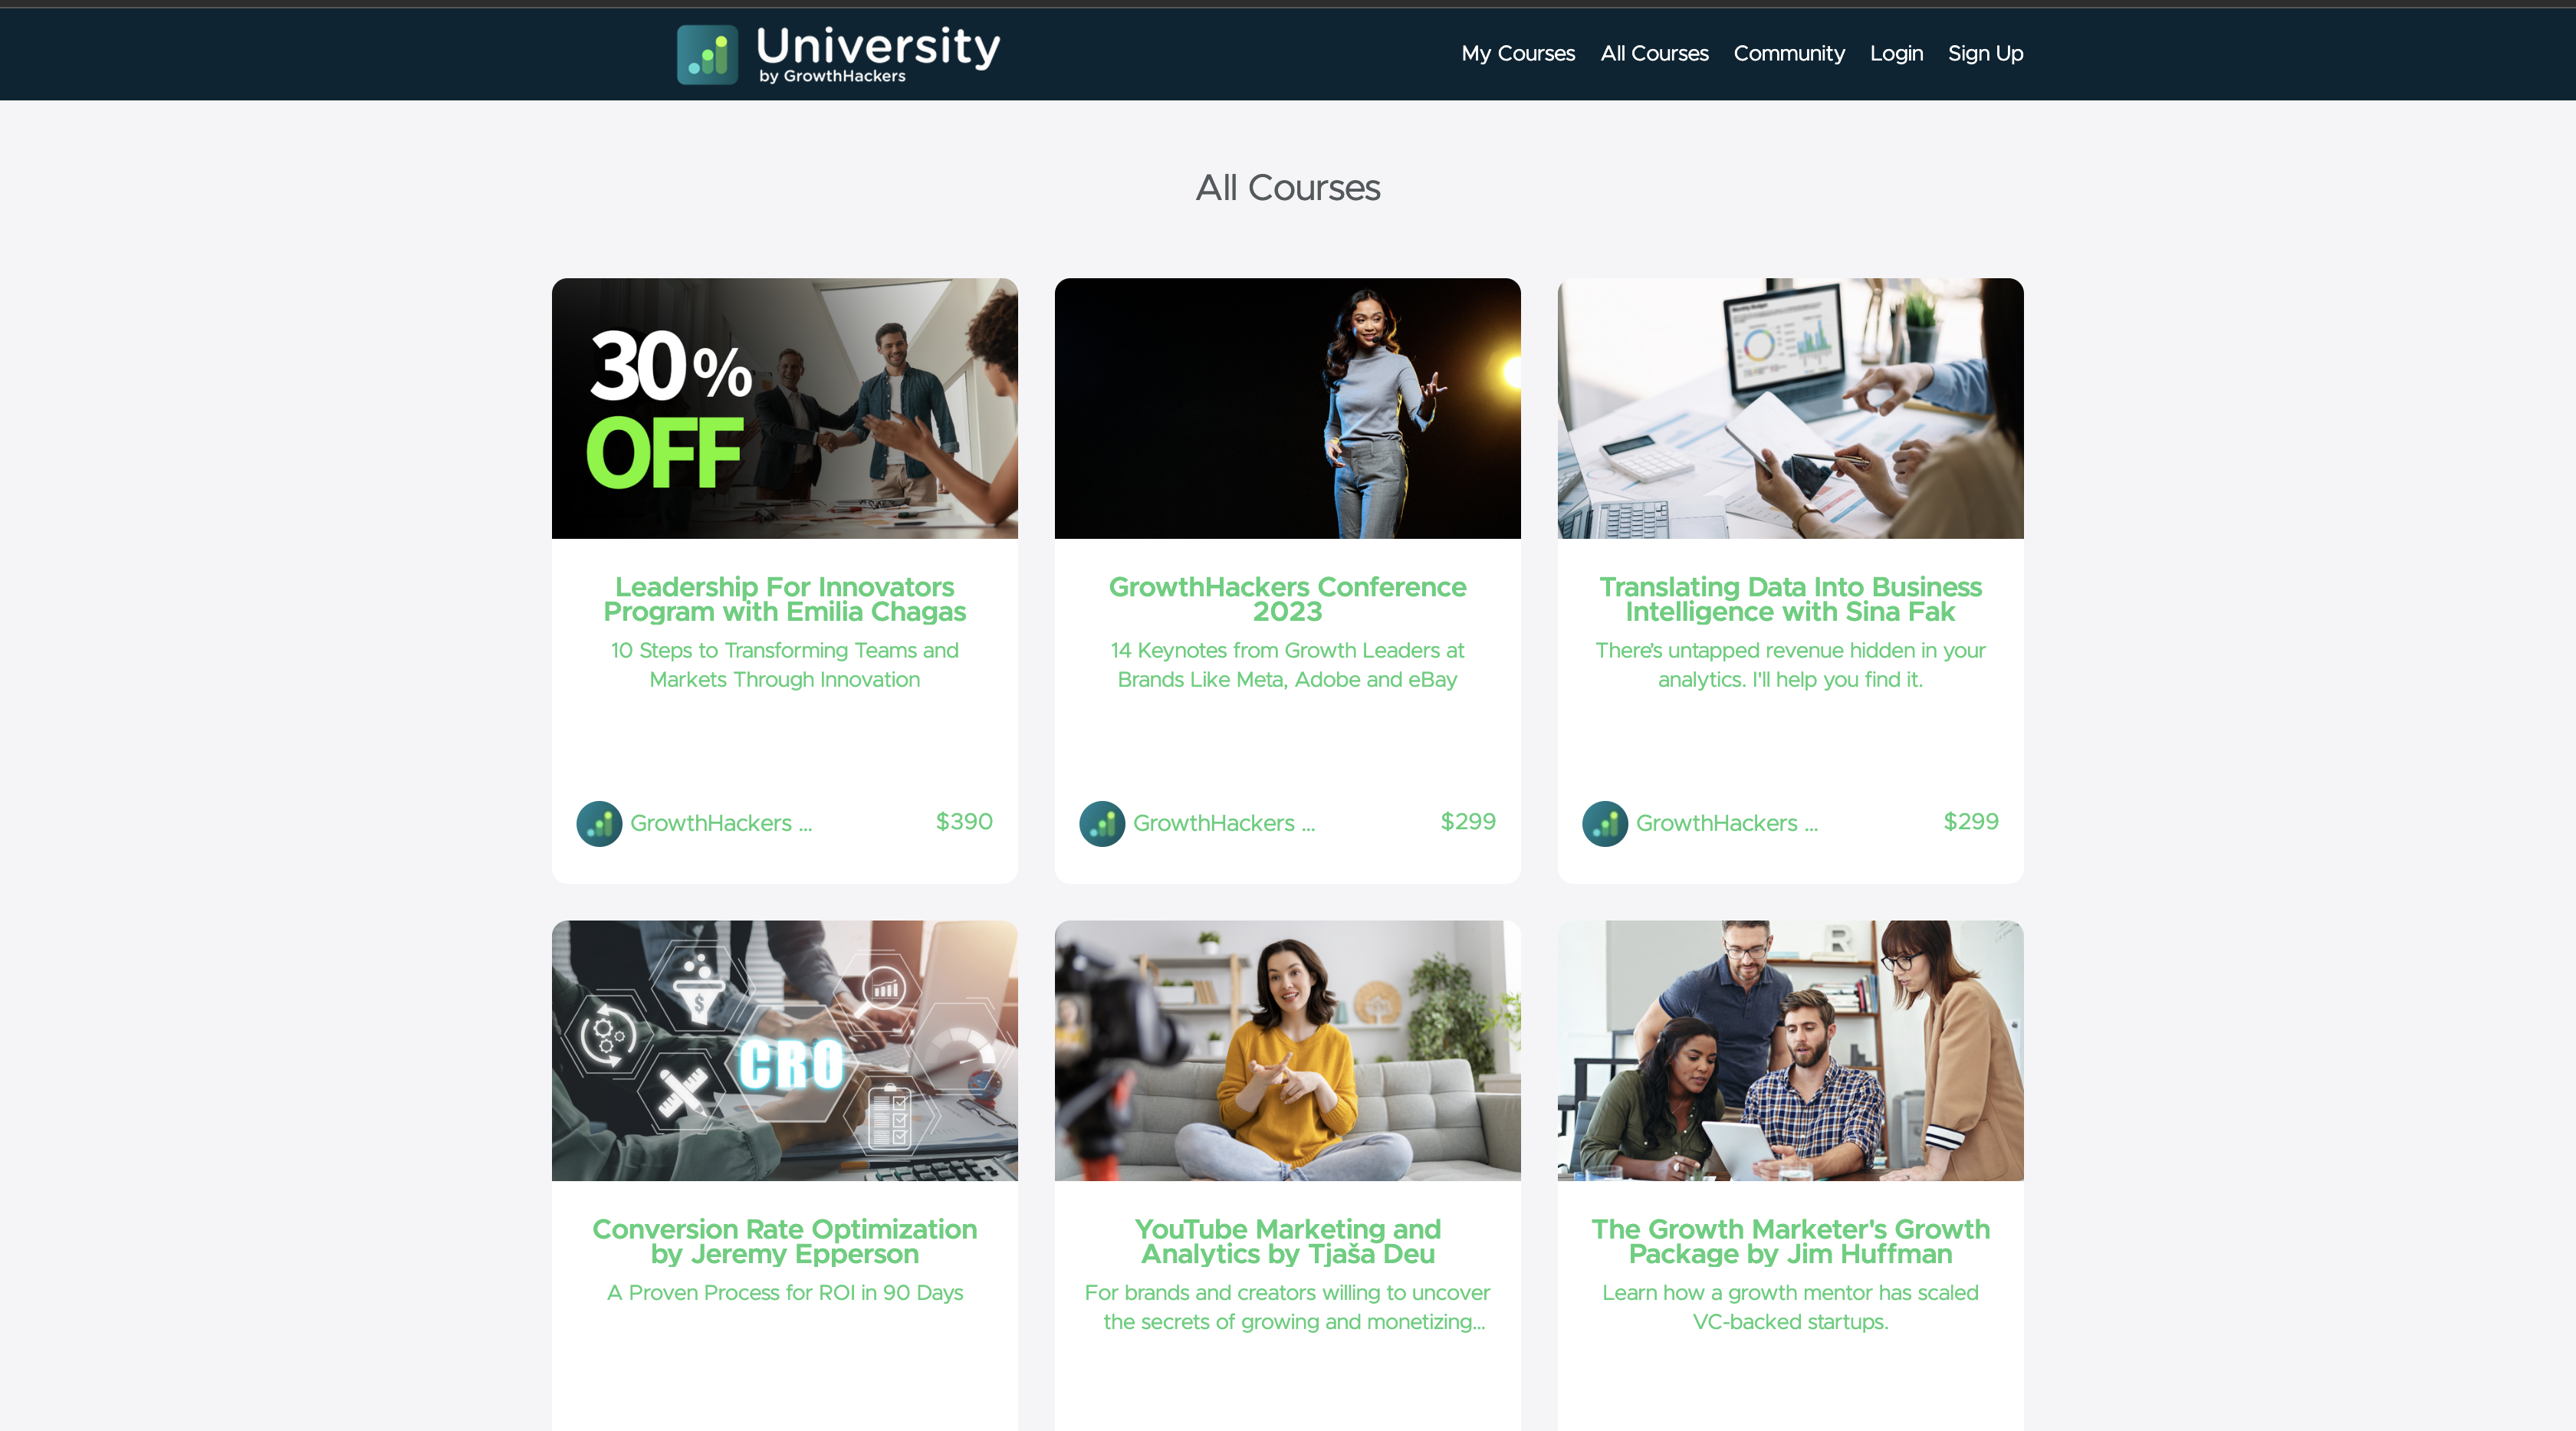 University
by GrowthHackers
My Courses
All Courses
Community
Login
Sign Up
All Courses
30%
OFF
Leadership For Innovators
Program with Emilia Chagas
10 Steps to Transforming Teams and
Markets Through Innovation
GrowthHackers ...
$390
GrowthHackers Conference
2023
14 Keynotes from Growth Leaders at
Brands Like Meta, Adobe and eBay
GrowthHackers ...
$299
Translating Data Into Business
Intelligence with Sina Fak
There's untapped revenue hidden in your
analytics. I'll help you find it.
GrowthHackers ...
$299
CRO
Conversion Rate Optimization
by Jeremy Epperson
A Proven Process for ROI in 90 Days
YouTube Marketing and
Analytics by Tjaša Deu
For brands and creators willing to uncover
the secrets of growing and monetizing...
R
The Growth Marketer's Growth
Package by Jim Huffman
Learn how a growth mentor has scaled
VC-backed startups.